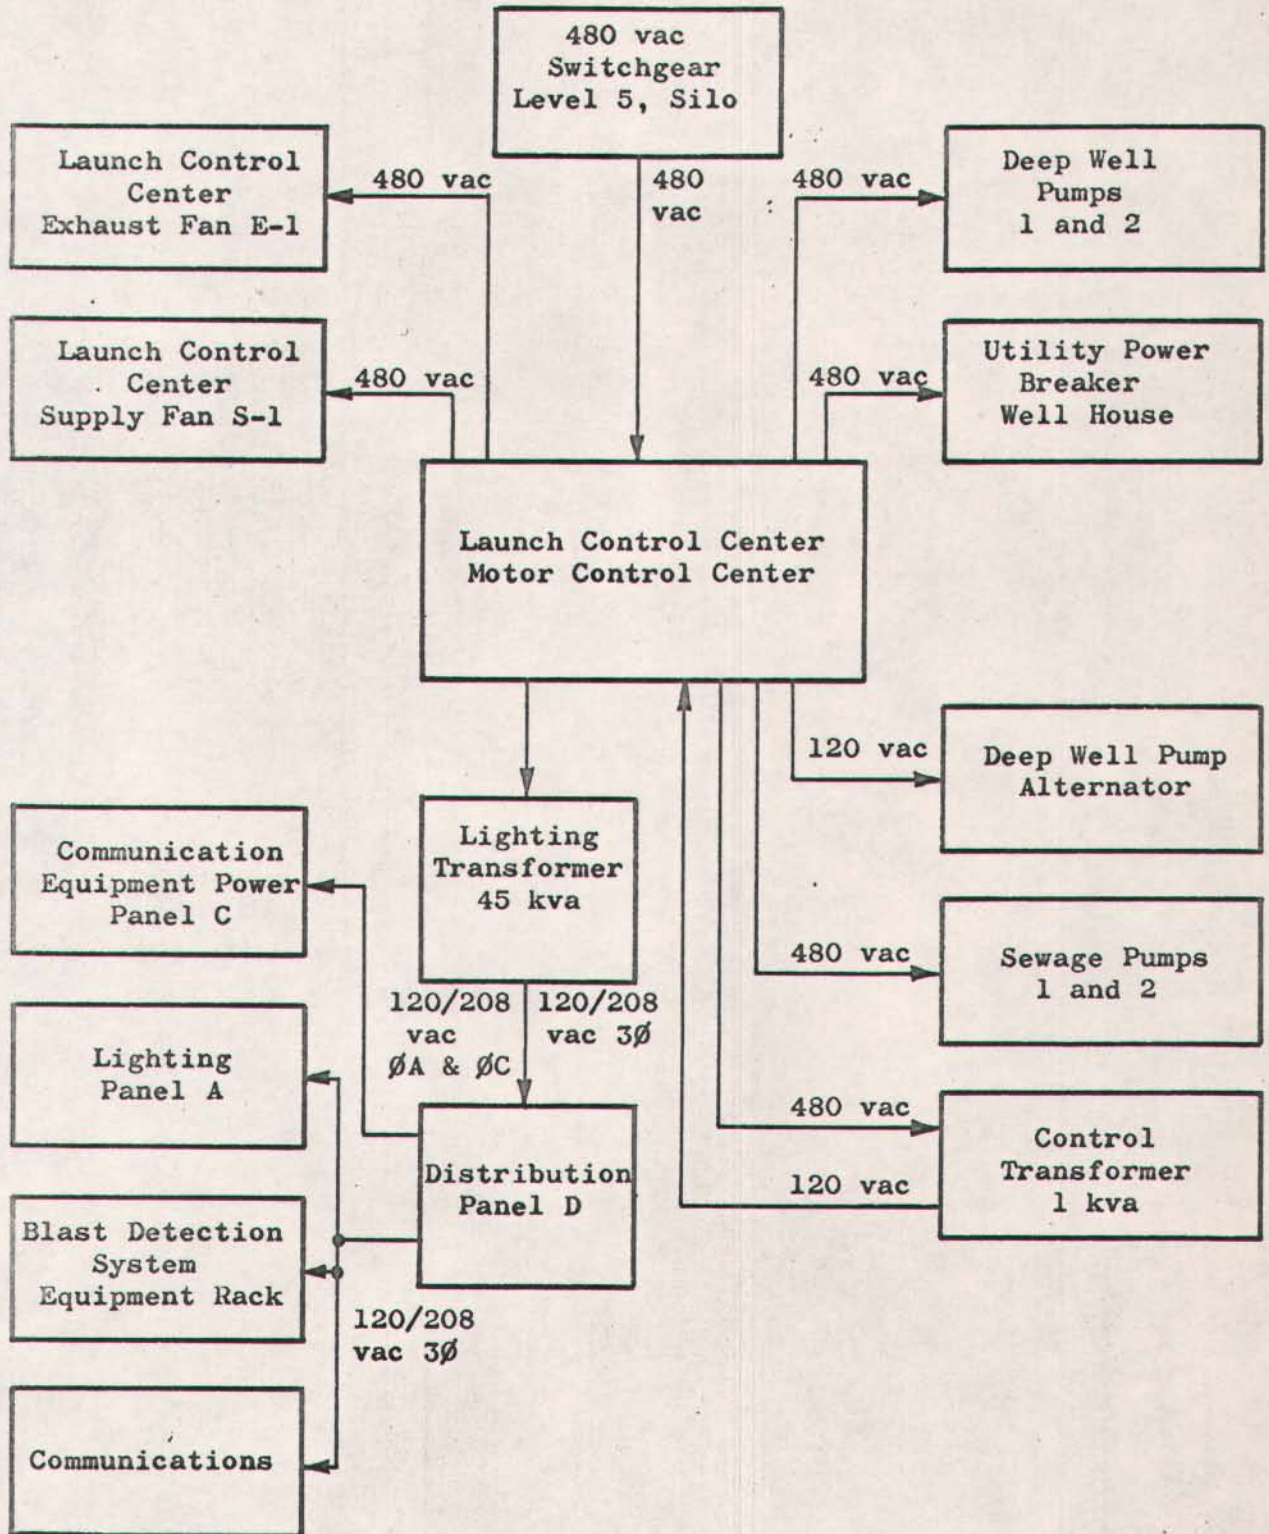 480 vac
Switchgear
Level 5, Silo
Launch Control
Center
Exhaust Fan E-1
480 vac
480
vac
480 vac
Deep Well
Pumps
1 and 2
Launch Control
Center
Supply Fan S-1
480 vac
480 vac
Utility Power
Breaker
Well House
Launch Control Center
Motor Control Center
120 vac
Deep Well Pump
Alternator
Communication
Equipment Power
Panel C
Lighting
Transformer
45 kva
480 vac
Sewage Pumps
1 and 2
120/208
vac
ØA & ØC
120/208
vac 3Ø
Lighting
Panel A
480 vac
120 vac
Control
Transformer
1 kva
Distribution
Panel D
Blast Detection
System
Equipment Rack
120/208
vac 3Ø
Communications